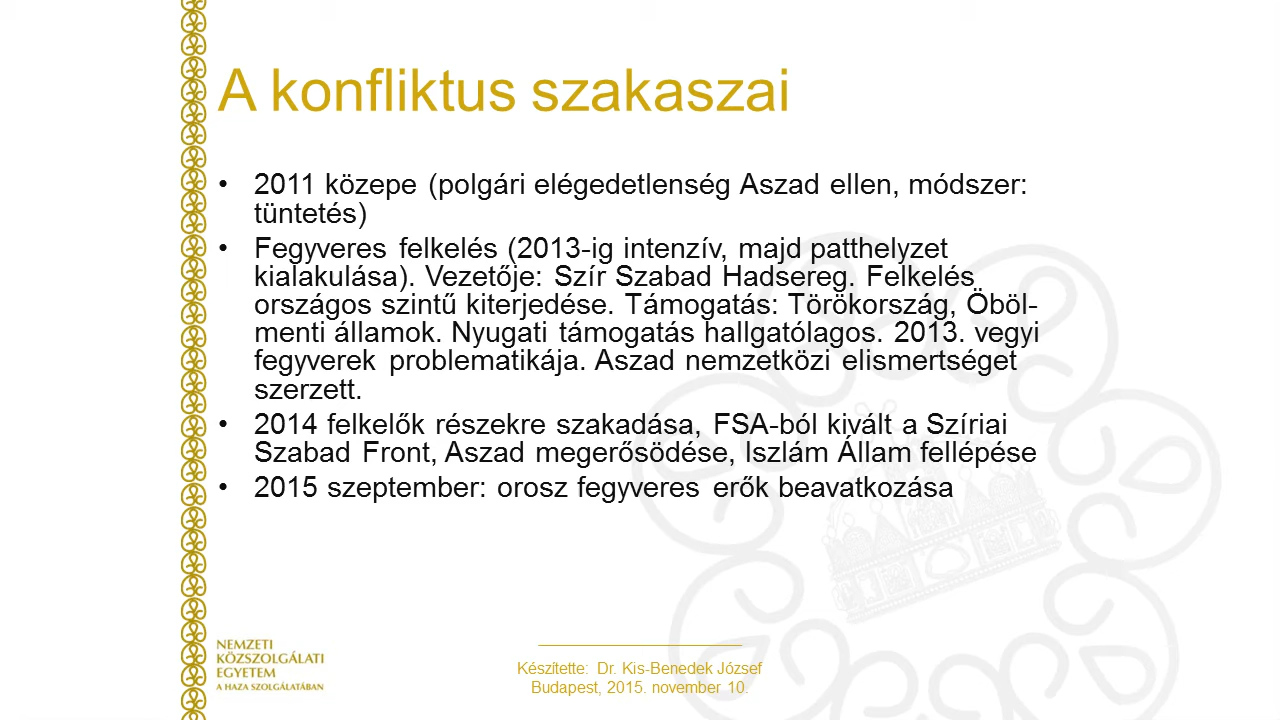 A konfliktus szakaszai
• 2011 közepe (polgári elégedetlenség Aszad ellen, módszer:
tüntetés)
• Fegyveres felkelés (2013-ig intenzív, majd patthelyzet
kialakulása). Vezetője: Szír Szabad Hadsereg. Felkelés
országos szintű kiterjedése. Támogatás: Törökország, Öböl-
menti államok. Nyugati támogatás hallgatólagos. 2013. vegyi
fegyverek problematikája. Aszad nemzetközi elismertséget
szerzett.
• 2014 felkelők részekre szakadása, FSA-ból kivált a Szíriai
Szabad Front, Aszad megerősödése, Iszlám Állam fellépése
• 2015 szeptember: orosz fegyveres erők beavatkozása
NEMZETI
KÖZSZOLGÁLATI
EGYETEM
A HAZA SZOLGÁLATÁBAN
Készítette: Dr. Kis-Benedek József
Budapest, 2015. november 10.